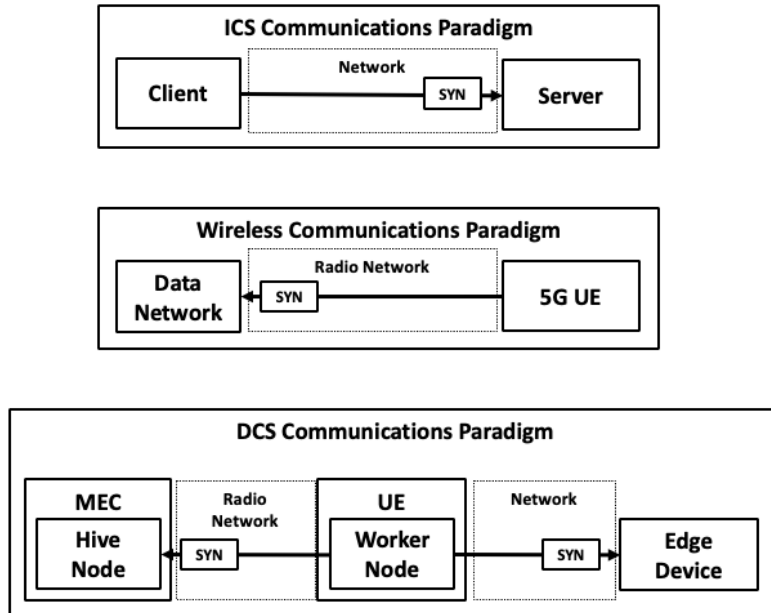 ICS Communications Paradigm
Network
Client
SYN
Server
Wireless Communications Paradigm
Radio Network
Data
Network
SYN
5G UE
DCS Communications Paradigm
MEC
Radio
Network
UE
Network
Hive
Node
SYN
Worker
Node
SYN
Edge
Device